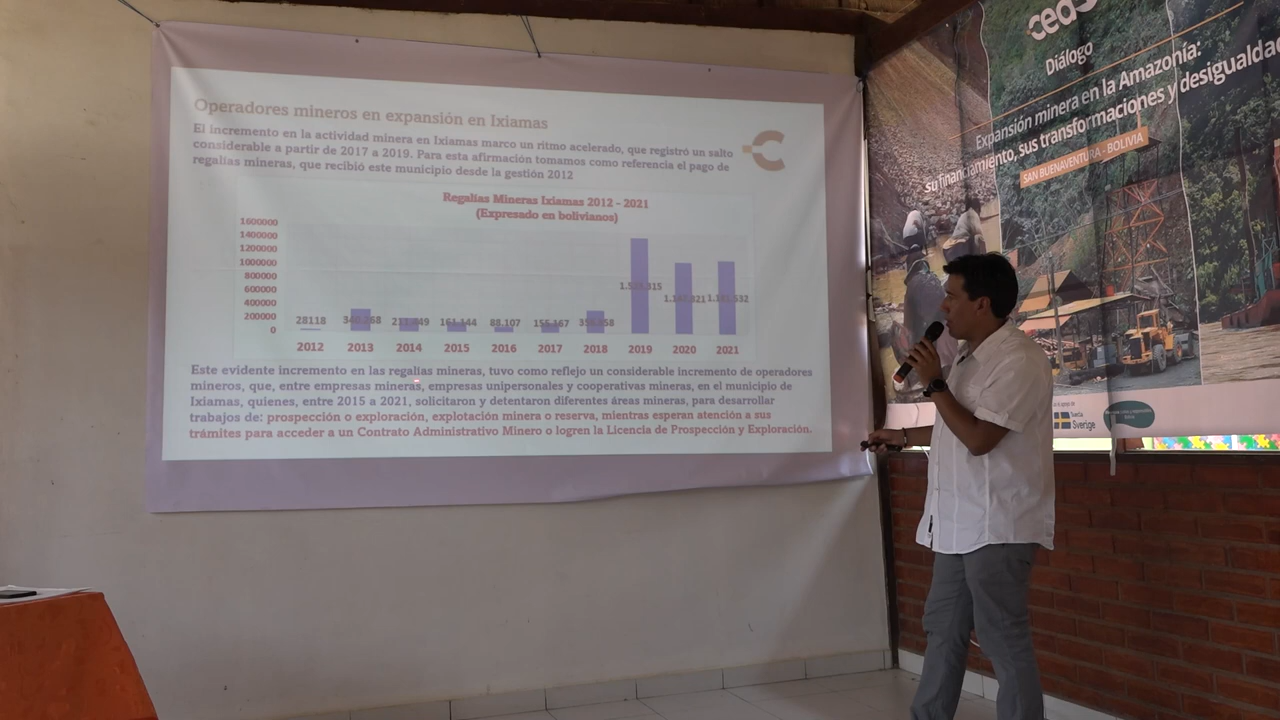 Operadores mineros en expansión en Ixiamas
El incremento en la actividad minera en Ixiamas marco un ritmo acelerado, que registró un salto
considerable a partir de 2017 a 2019. Para esta afirmación tomamos como referencia el pago de
regalías mineras, que recibió este municipio desde la gestión 2012
Regalías Mineras Ixiamas 2012 - 2021
(Expresado en bolivianos)
1600000
1400000
1200000
1000000
800000
600000
400000
200000
0
28118 161.144 88.107 155.167
2012 2013 2014 2015 2016 2017 2018 2019 2020 2021
Este evidente incremento en las regalías mineras, tuvo como reflejo un considerable incremento de operadores
mineros, que, entre empresas mineras, empresas unipersonales y cooperativas mineras, en el municipio de
Ixiamas, quienes, entre 2015 a 2021, solicitaron y detentaron diferentes áreas mineras, para desarrollar
trabajos de: prospección o exploración, explotación minera o reserva, mientras esperan atención a sus
trámites para acceder a un Contrato Administrativo Minero o logren la Licencia de Prospección y Exploración.
Diálogo
Expansión minera en la Amazonía:
su financiamiento, sus transformaciones y desigualdad
SAN BUENAVENTURA - BOLIVIA
Suecia
Sverige